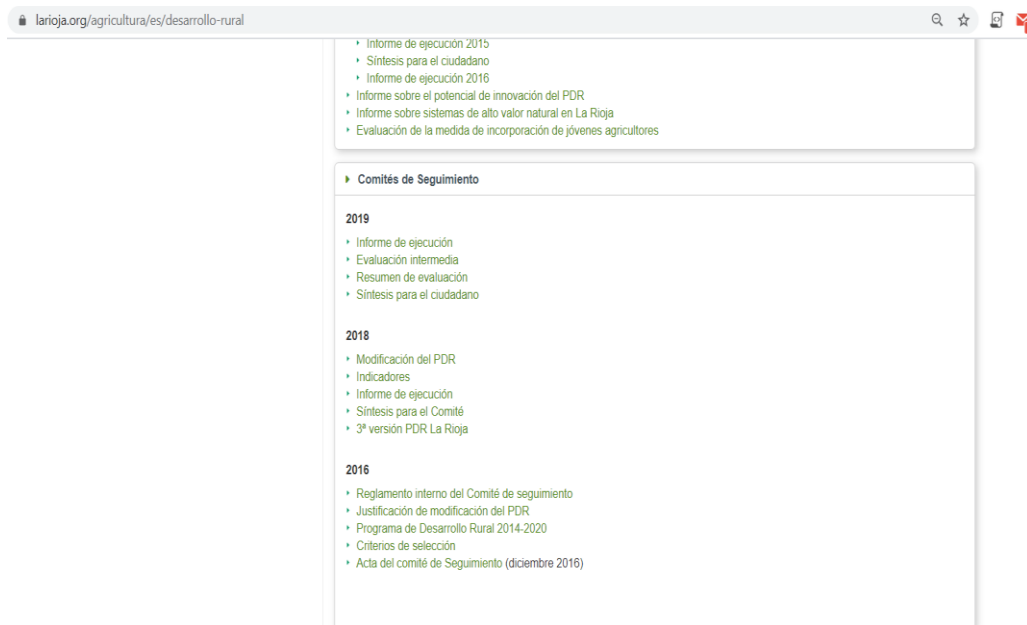 larioja.org/agricultura/es/desarrollo-rural
Informe de ejecución 2015
Síntesis para el ciudadano
Informe de ejecución 2016
Informe sobre el potencial de innovación del PDR
Informe sobre sistemas de alto valor natural en La Rioja
Evaluación de la medida de incorporación de jóvenes agricultores
Comités de Seguimiento
2019
Informe de ejecución
Evaluación intermedia
Resumen de evaluación
Síntesis para el ciudadano
2018
Modificación del PDR
Indicadores
Informe de ejecución
Síntesis para el Comité
3ª versión PDR La Rioja
2016
Reglamento interno del Comité de seguimiento
Justificación de modificación del PDR
Programa de Desarrollo Rural 2014-2020
Criterios de selección
Acta del comité de Seguimiento (diciembre 2016)